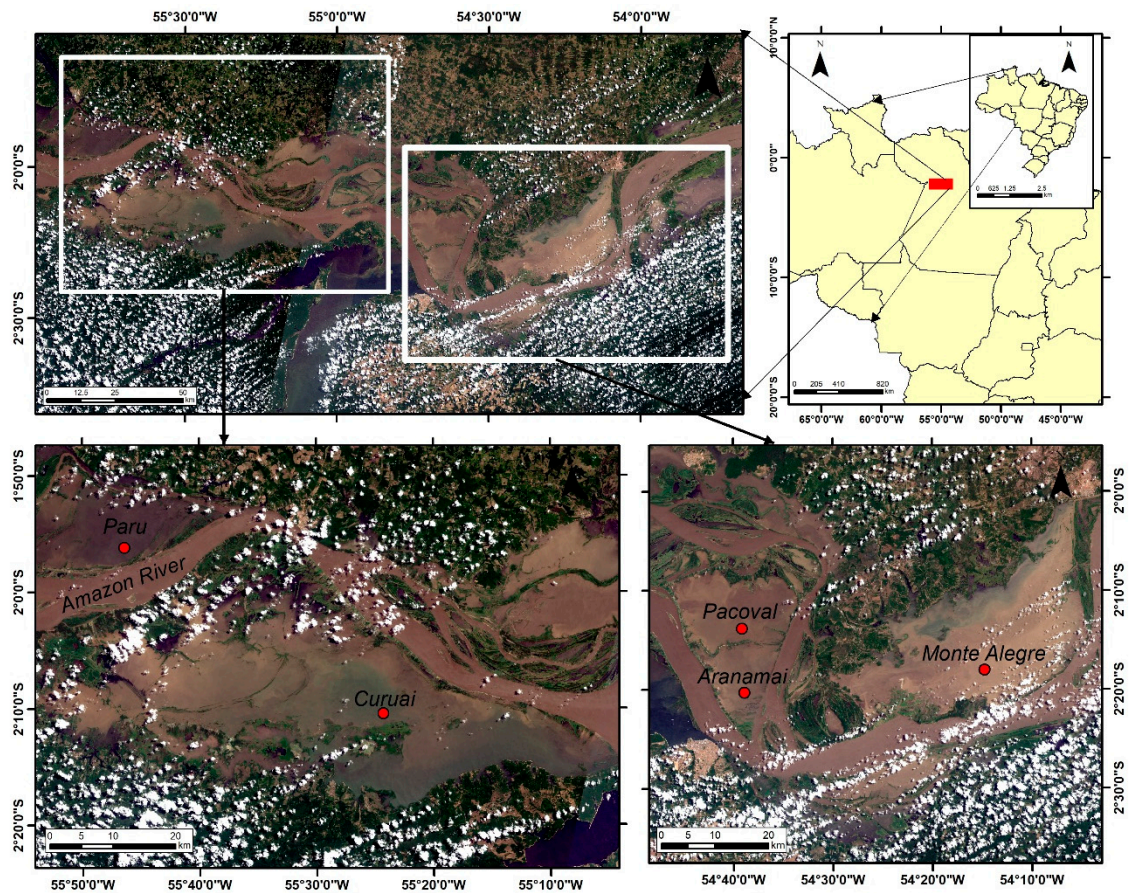 55°30'0"W 55°0'0"W 54°30'0"W 54°0'0"W
2°0'0"S
2°30'0"S
0 12.5 25 50
km
N
N
10°0'0"N
0°0'0"
10°0'0"S
20°0'0"S
0 625 1.25 2.5
km
0 205 410 820
km
65°0'0"W 60°0'0"W 55°0'0"W 50°0'0"W 45°0'0"W
1°50'0"S
2°0'0"S
2°10'0"S
2°20'0"S
Paru
Amazon River
Curuai
0 5 10 20
km
55°50'0"W 55°40'0"W 55°30'0"W 55°20'0"W 55°10'0"W
Pacoval
Aranamai
Monte Alegre
2°0'0"S
2°10'0"S
2°20'0"S
2°30'0"S
0 5 10 20
km
54°40'0"W 54°30'0"W 54°20'0"W 54°10'0"W